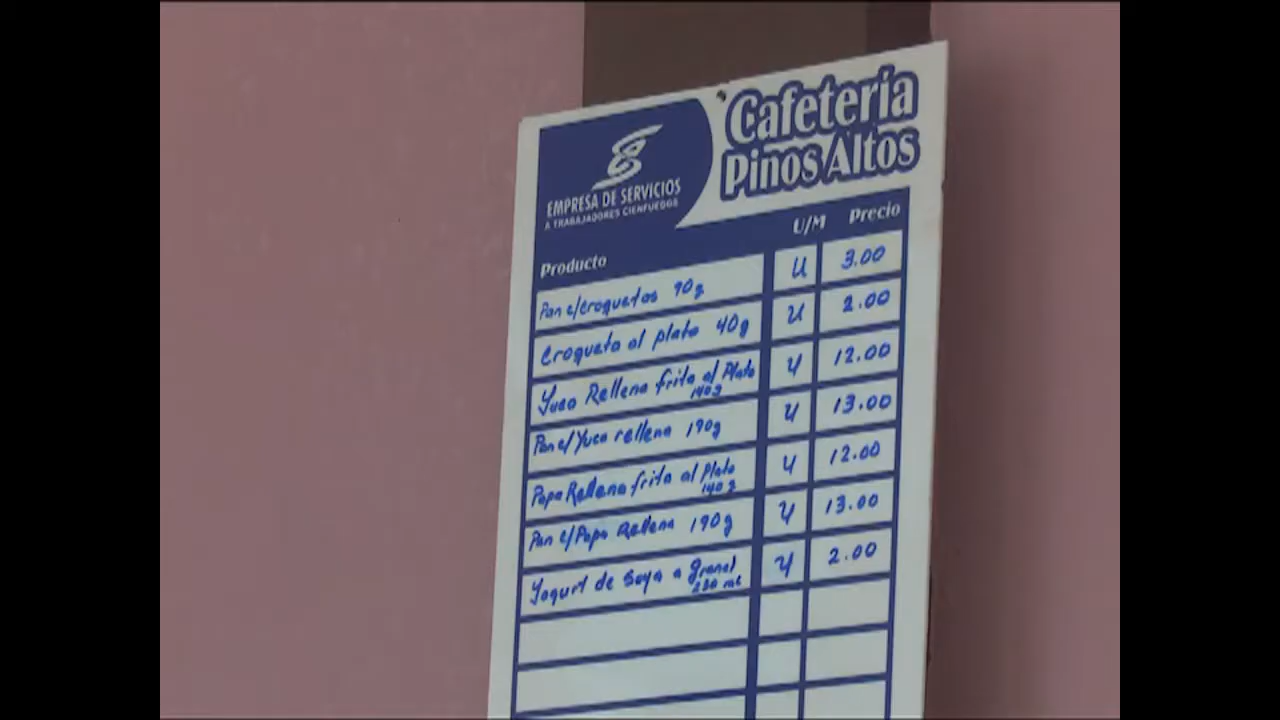 Cafeteria
Pinos Altos
EMPRESA DE SERVICIOS
A TRABAJADORES CIENFUEGOS
Producto U/M Precio
Pan c/croquetas 90g U 3.00
Croqueta al plato 40g U 2.00
Yuca Rellena frita al Plato 140g U 12.00
Pan c/Yuca rellena 190g U 13.00
Papa Rellena frita al Plato 140g U 12.00
Pan c/Papa Rellena 190g U 13.00
Yogurt de Soya a granel 230 ml U 2.00